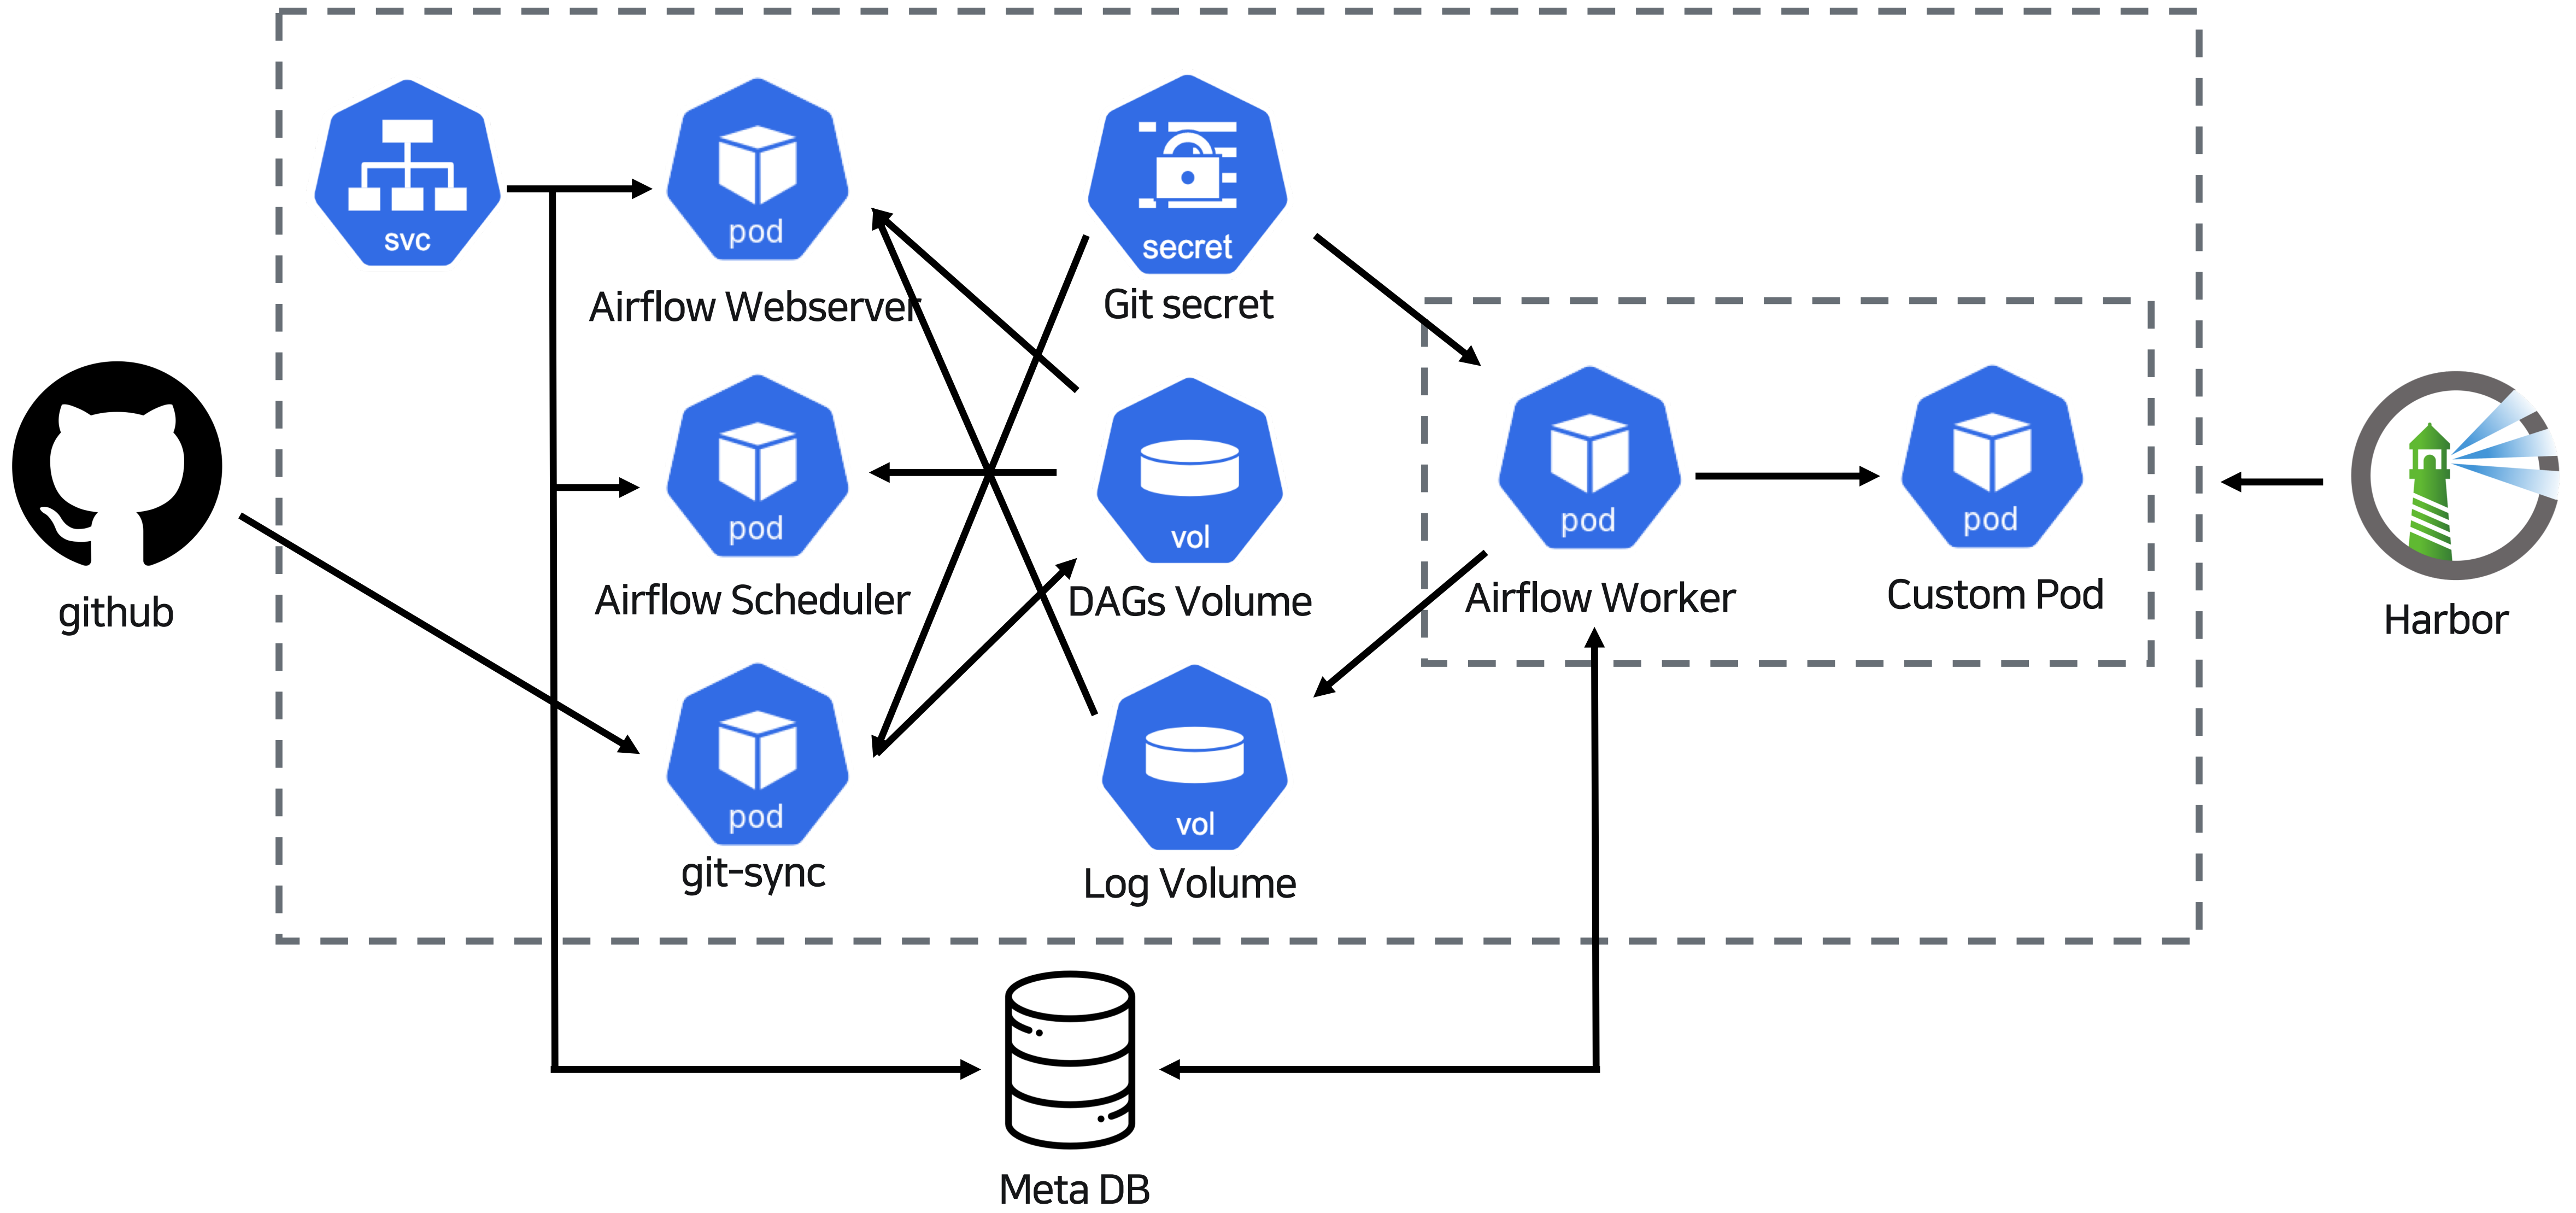 svc
pod
Airflow Webserver
secret
Git secret
github
pod
Airflow Scheduler
vol
DAGs Volume
pod
Airflow Worker
pod
Custom Pod
Harbor
pod
git-sync
vol
Log Volume
Meta DB